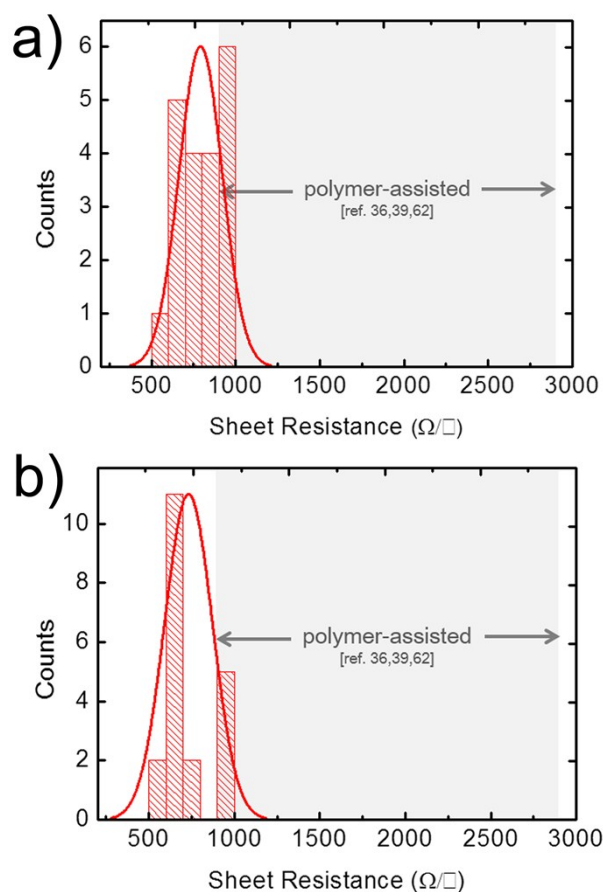 a)
6
5
4
3
2
1
0
Counts
polymer-assisted
[ref. 36,39,62]
500 1000 1500 2000 2500 3000
Sheet Resistance (Ω/□)
b)
10
8
6
4
2
0
Counts
polymer-assisted
[ref. 36,39,62]
500 1000 1500 2000 2500 3000
Sheet Resistance (Ω/□)